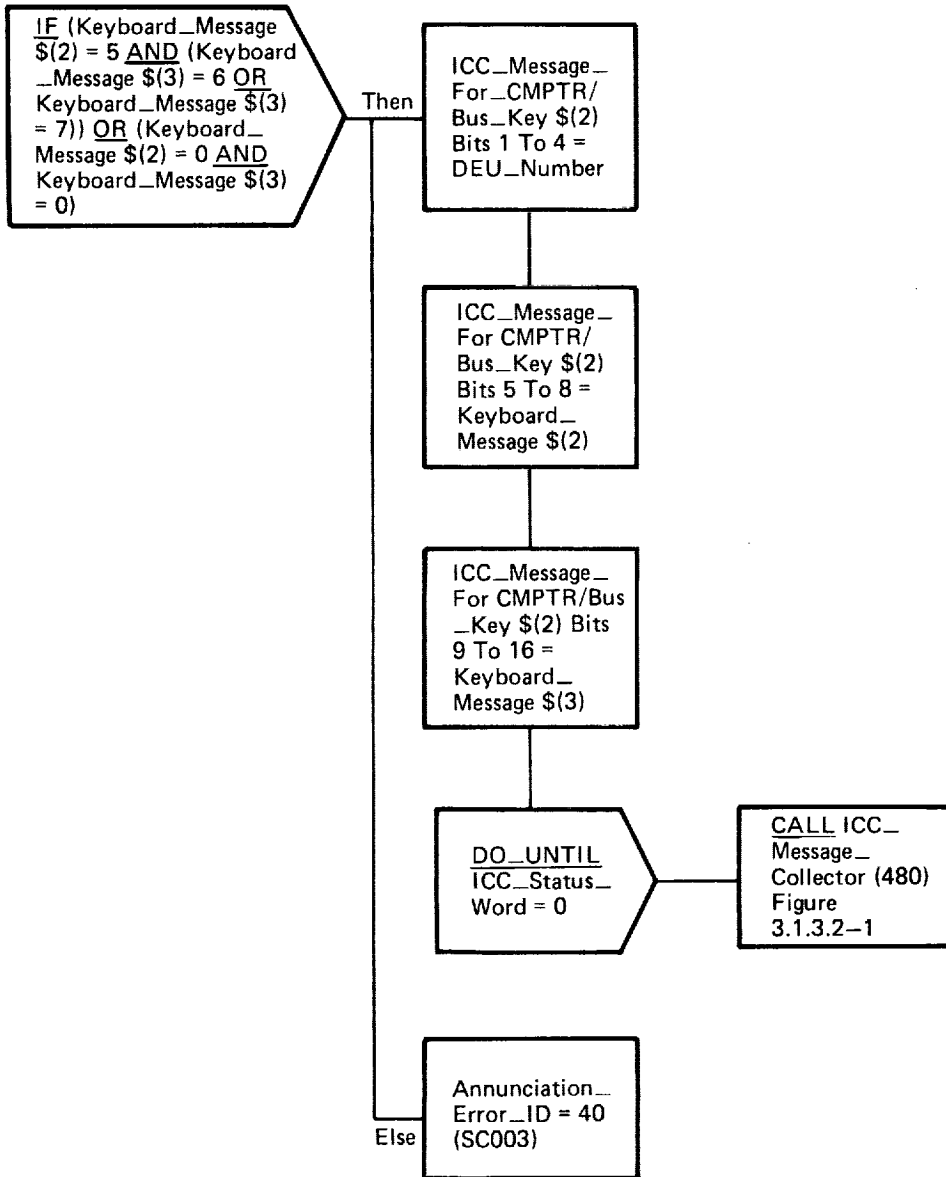 IF (Keyboard_Message
$(2) = 5 AND (Keyboard
_Message $(3) = 6 OR
Keyboard_Message $(3)
= 7)) OR (Keyboard_
Message $(2) = 0 AND
Keyboard_Message $(3)
= 0)
Then
ICC_Message_
For_CMPTR/
Bus_Key $(2)
Bits 1 To 4 =
DEU_Number
ICC_Message_
For CMPTR/
Bus_Key $(2)
Bits 5 To 8 =
Keyboard_
Message $(2)
ICC_Message_
For CMPTR/Bus
_Key $(2) Bits
9 To 16 =
Keyboard_
Message $(3)
DO_UNTIL
ICC_Status_
Word = 0
CALL ICC_
Message_
Collector (480)
Figure
3.1.3.2-1
Else
Annunciation_
Error_ID = 40
(SC003)